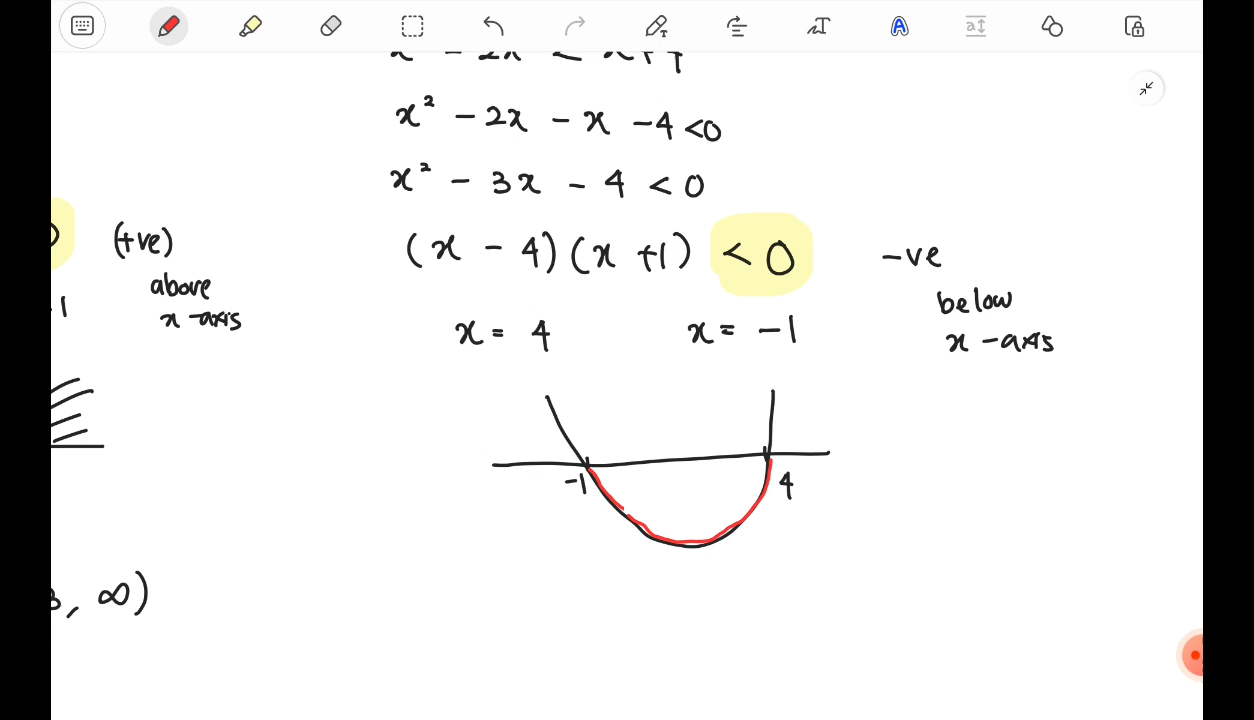 x² - 2x - x - 4 < 0
x² - 3x - 4 < 0
(x - 4)(x + 1) < 0
x = 4
x = -1
-ve
below
x-axis
(+ve)
above
x-axis
1
-1
4
, ∞)